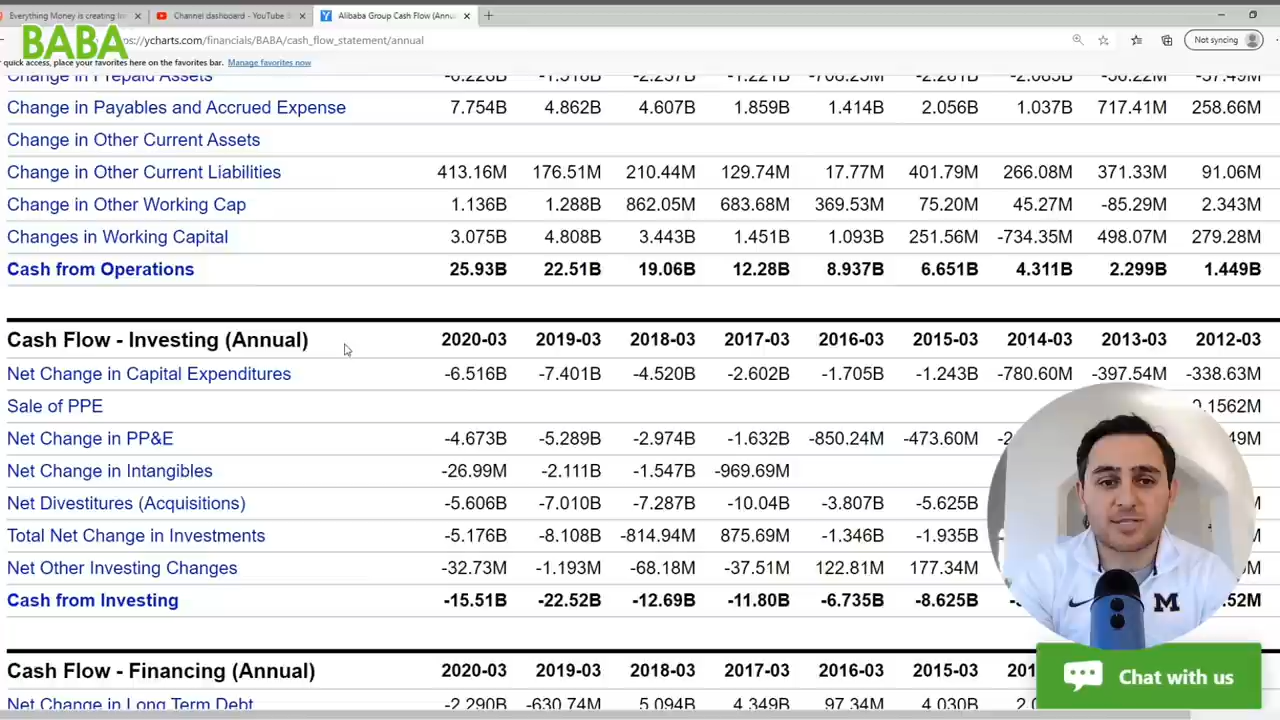 Everything Money is creating
Channel dashboard - YouTube
Alibaba Group Cash Flow (Annu
BABA
ps://ycharts.com/financials/BABA/cash_flow_statement/annual
Not syncing
quick access, place your favorites here on the favorites bar. Manage favorites now
Change in Prepaid Assets
Change in Payables and Accrued Expense 7.754B 4.862B 4.607B 1.859B 1.414B 2.056B 1.037B 717.41M 258.66M
Change in Other Current Assets
Change in Other Current Liabilities 413.16M 176.51M 210.44M 129.74M 17.77M 401.79M 266.08M 371.33M 91.06M
Change in Other Working Cap 1.136B 1.288B 862.05M 683.68M 369.53M 75.20M 45.27M -85.29M 2.343M
Changes in Working Capital 3.075B 4.808B 3.443B 1.451B 1.093B 251.56M -734.35M 498.07M 279.28M
Cash from Operations 25.93B 22.51B 19.06B 12.28B 8.937B 6.651B 4.311B 2.299B 1.449B
Cash Flow - Investing (Annual) 2020-03 2019-03 2018-03 2017-03 2016-03 2015-03 2014-03 2013-03 2012-03
Net Change in Capital Expenditures -6.516B -7.401B -4.520B -2.602B -1.705B -1.243B -780.60M -397.54M -338.63M
Sale of PPE 0.1562M
Net Change in PP&E -4.673B -5.289B -2.974B -1.632B -850.24M -473.60M
Net Change in Intangibles -26.99M -2.111B -1.547B -969.69M
Net Divestitures (Acquisitions) -5.606B -7.010B -7.287B -10.04B -3.807B -5.625B
Total Net Change in Investments -5.176B -8.108B -814.94M 875.69M -1.346B -1.935B
Net Other Investing Changes -32.73M -1.193M -68.18M -37.51M 122.81M 177.34M
Cash from Investing -15.51B -22.52B -12.69B -11.80B -6.735B -8.625B
M
Cash Flow - Financing (Annual) 2020-03 2019-03 2018-03 2017-03 2016-03 2015-03
Chat with us
Net Change in Long Term Debt -2.290B -630.74M 5.094B 4.349B 97.34M 4.030B